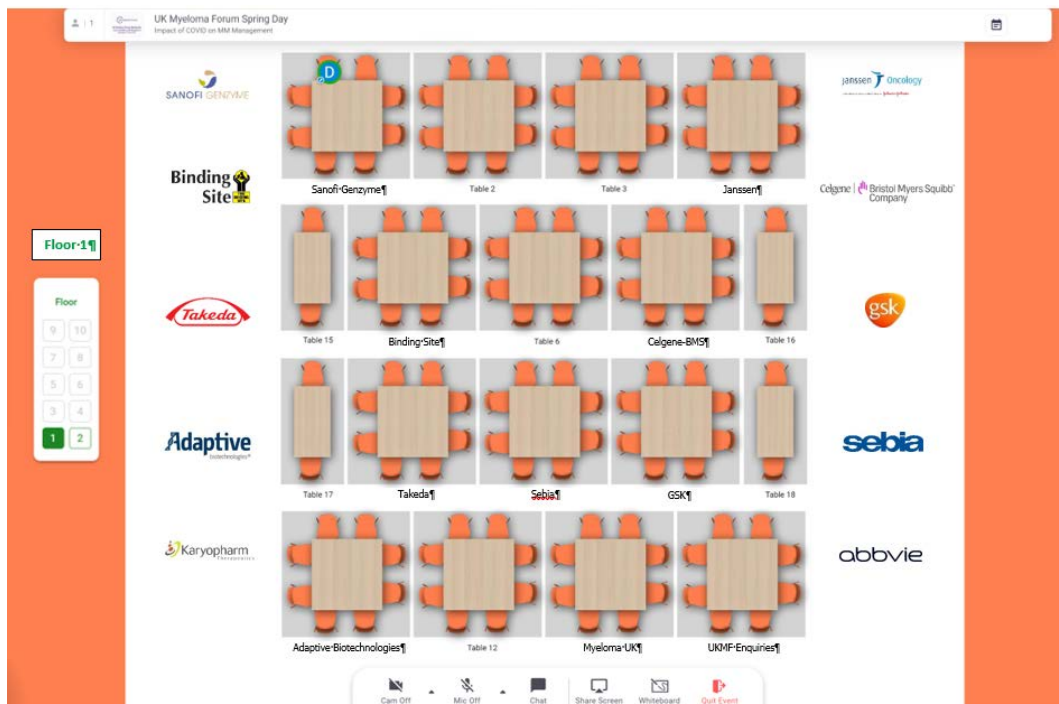 1
UK Myeloma Forum Spring Day
Impact of COVID on MM Management
SANOFI GENZYME
D
janssen Oncology
Sanofi·Genzyme¶
Table 2
Table 3
Janssen¶
Binding
Site
Celgene | Bristol Myers Squibb
Company
Floor·1¶
Floor
9 10
7 8
5 6
3 4
1 2
Takeda
gsk
Table 15
Binding·Site¶
Table 6
Celgene-BMS¶
Table 16
Adaptive
biotechnologies
sebia
Table 17
Takeda¶
Sebia¶
GSK¶
Table 18
Karyopharm
Therapeutics
abbvie
Adaptive·Biotechnologies¶
Table 12
Myeloma·UK¶
UKMF·Enquiries¶
Cam Off
Mic Off
Chat
Share Screen
Whiteboard
Quit Event